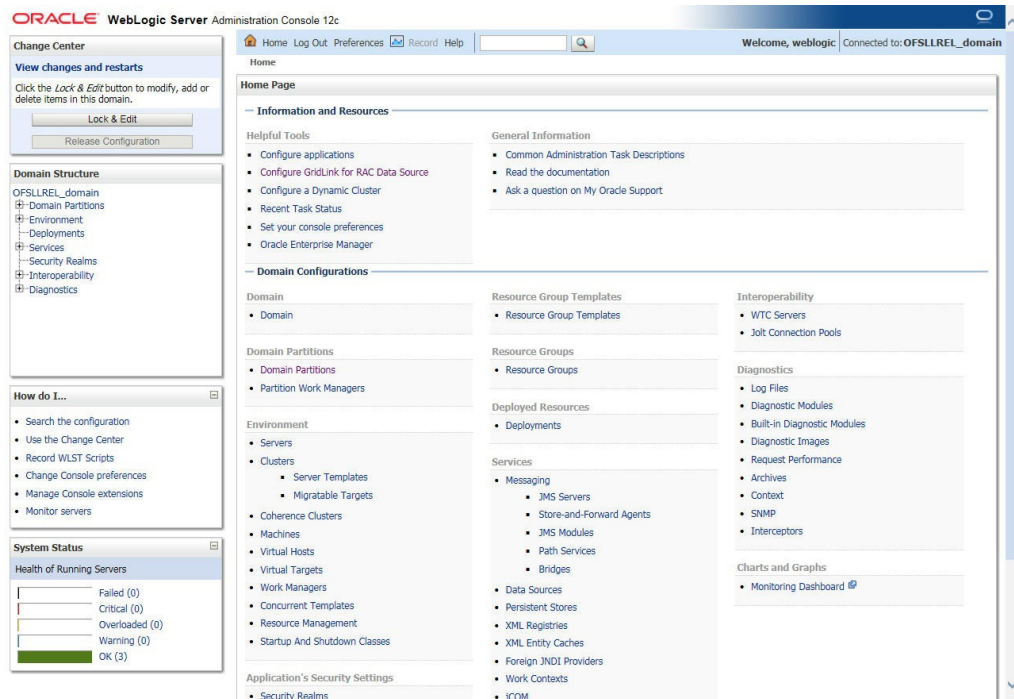 ORACLE WebLogic Server Administration Console 12c
Change Center
View changes and restarts
Click the Lock & Edit button to modify, add or
delete items in this domain.
Lock & Edit
Release Configuration
Domain Structure
OFSLLREL_domain
Domain Partitions
Environment
Deployments
Services
Security Realms
Interoperability
Diagnostics
How do I...
Search the configuration
Use the Change Center
Record WLST Scripts
Change Console preferences
Manage Console extensions
Monitor servers
System Status
Health of Running Servers
Failed (0)
Critical (0)
Overloaded (0)
Warning (0)
OK (3)
Home Log Out Preferences Record Help
Welcome, weblogic Connected to: OFSLLREL_domain
Home
Home Page
Information and Resources
Helpful Tools
Configure applications
Configure GridLink for RAC Data Source
Configure a Dynamic Cluster
Recent Task Status
Set your console preferences
Oracle Enterprise Manager
General Information
Common Administration Task Descriptions
Read the documentation
Ask a question on My Oracle Support
Domain Configurations
Domain
Domain
Domain Partitions
Domain Partitions
Partition Work Managers
Environment
Servers
Clusters
Server Templates
Migratable Targets
Coherence Clusters
Machines
Virtual Hosts
Virtual Targets
Work Managers
Concurrent Templates
Resource Management
Startup And Shutdown Classes
Application's Security Settings
Security Realms
Resource Group Templates
Resource Group Templates
Resource Groups
Resource Groups
Deployed Resources
Deployments
Services
Messaging
JMS Servers
Store-and-Forward Agents
JMS Modules
Path Services
Bridges
Data Sources
Persistent Stores
XML Registries
XML Entity Caches
Foreign JNDI Providers
Work Contexts
jCOM
Interoperability
WTC Servers
Jolt Connection Pools
Diagnostics
Log Files
Diagnostic Modules
Built-in Diagnostic Modules
Diagnostic Images
Request Performance
Archives
Context
SNMP
Interceptors
Charts and Graphs
Monitoring Dashboard